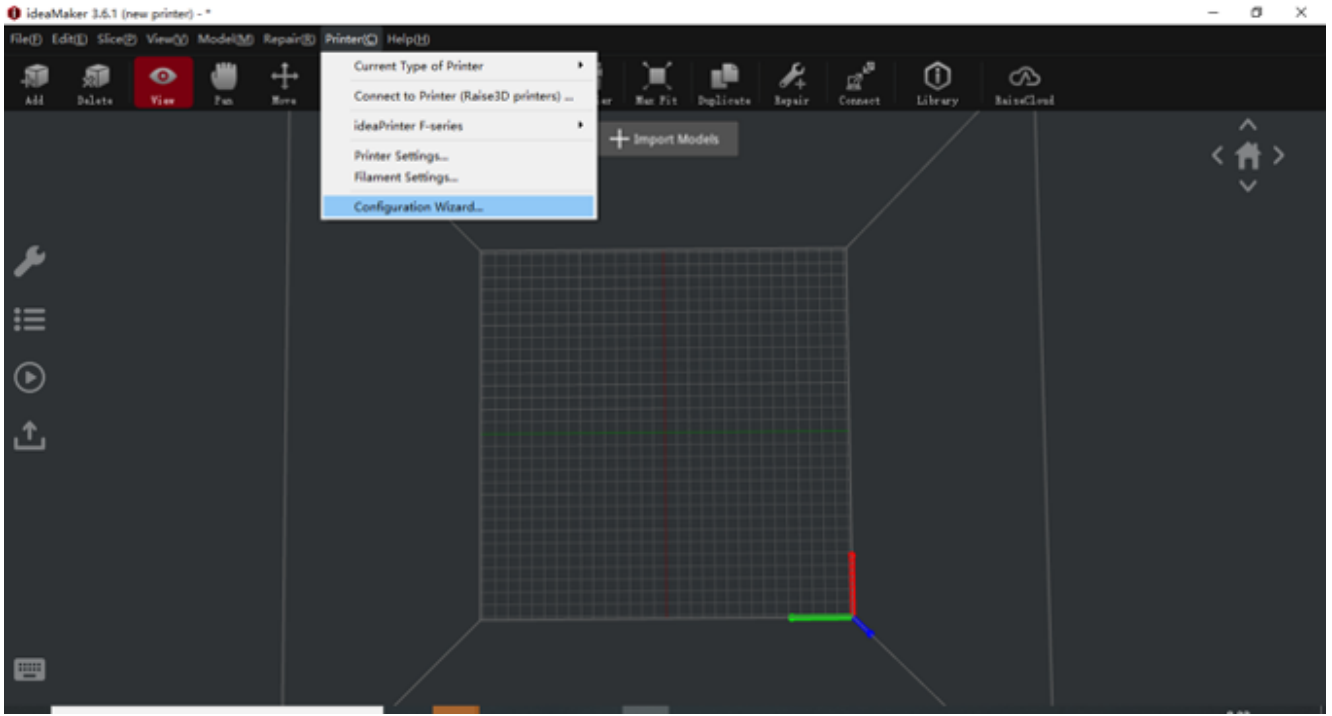 ideaMaker 3.6.1 (new printer) - *
File(F) Edit(E) Slice(P) View(V) Model(M) Repair(R) Printer(C) Help(H)
Add Delete View Pan Move er Max Fit Duplicate Repair Connect Library RaiseCloud
Current Type of Printer
Connect to Printer (Raise3D printers) ...
ideaPrinter F-series
Printer Settings...
Filament Settings...
Configuration Wizard...
Import Models